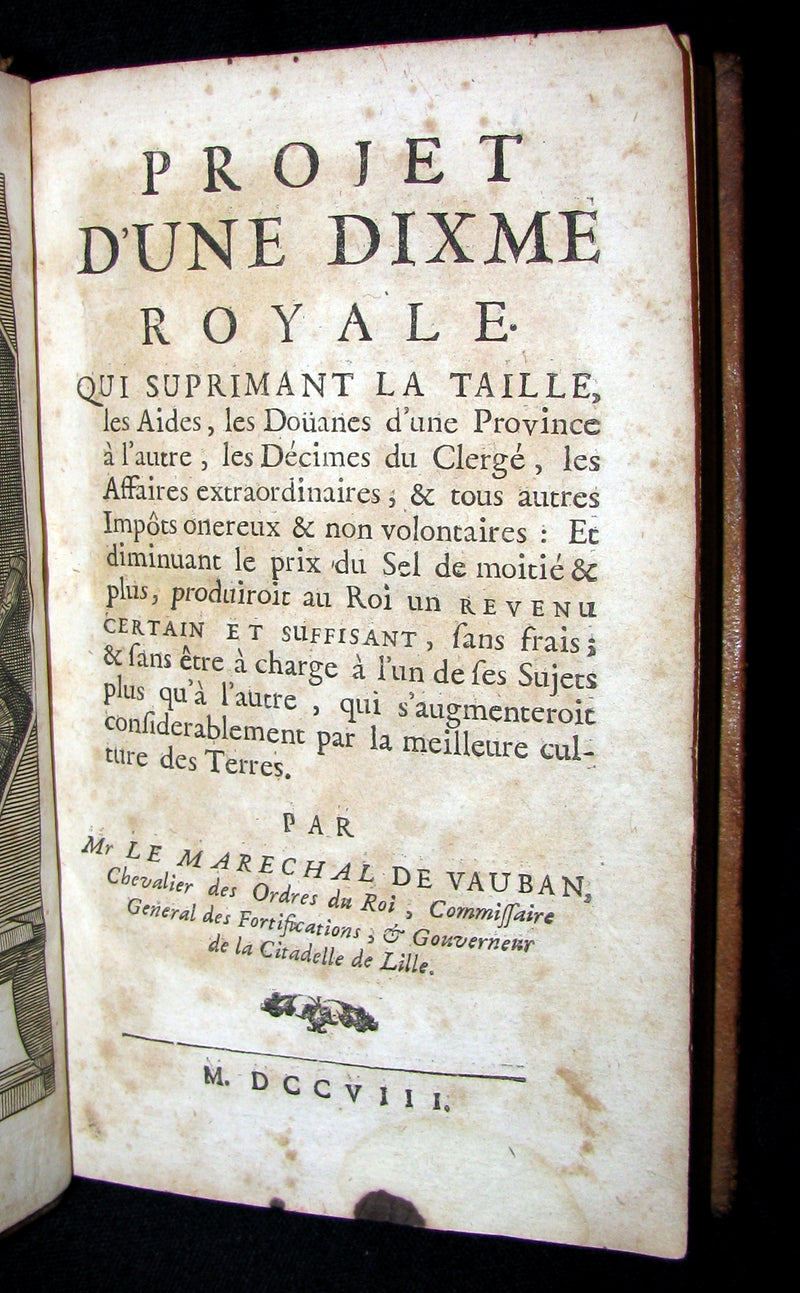 PROJET
D'UNE DIXME
ROYALE.
QUI SUPRIMANT LA TAILLE,
les Aides, les Doüanes d'une Province
à l'autre, les Décimes du Clergé, les
Affaires extraordinaires; & tous autres
Impôts onereux & non volontaires : Et
diminuant le prix du Sel de moitié &
plus, produiroit au Roi un REVENU
CERTAIN ET SUFFISANT, ſans frais;
& ſans être à charge à l'un de ſes Sujets
plus qu'à l'autre, qui s'augmenteroit
conſiderablement par la meilleure cul-
ture des Terres.
PAR
Mr LE MARECHAL DE VAUBAN,
Chevalier des Ordres du Roi, Commiſſaire
General des Fortifications, & Gouverneur
de la Citadelle de Lille.
M. DCCVIII.